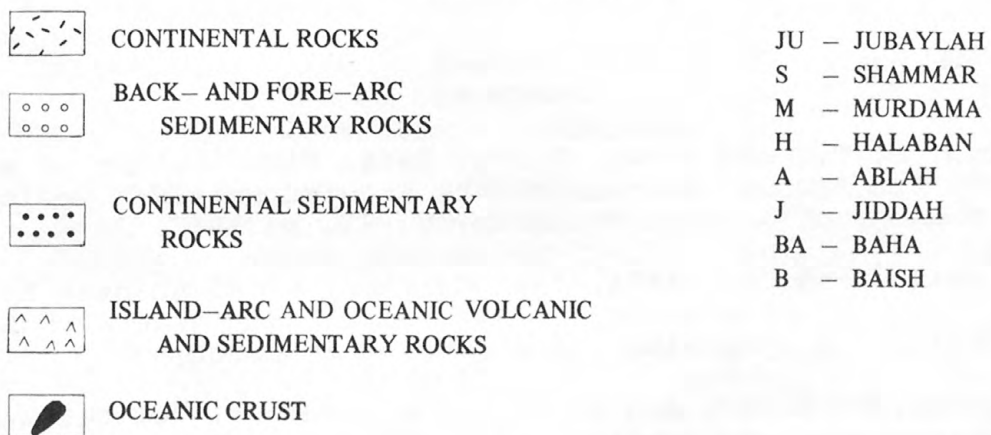 CONTINENTAL ROCKS
BACK— AND FORE—ARC
SEDIMENTARY ROCKS
CONTINENTAL SEDIMENTARY
ROCKS
ISLAND—ARC AND OCEANIC VOLCANIC
AND SEDIMENTARY ROCKS
OCEANIC CRUST
JU — JUBAYLAH
S — SHAMMAR
M — MURDAMA
H — HALABAN
A — ABLAH
J — JIDDAH
BA — BAHA
B — BAISH